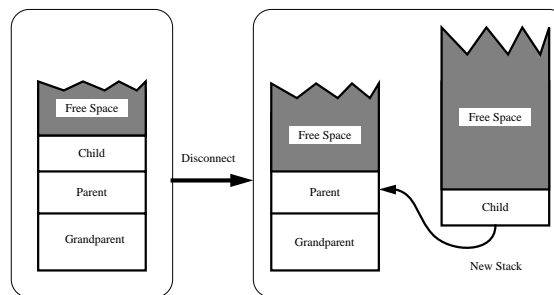 Free Space
Child
Parent
Grandparent
Disconnect
Free Space
Parent
Grandparent
Free Space
Child
New Stack